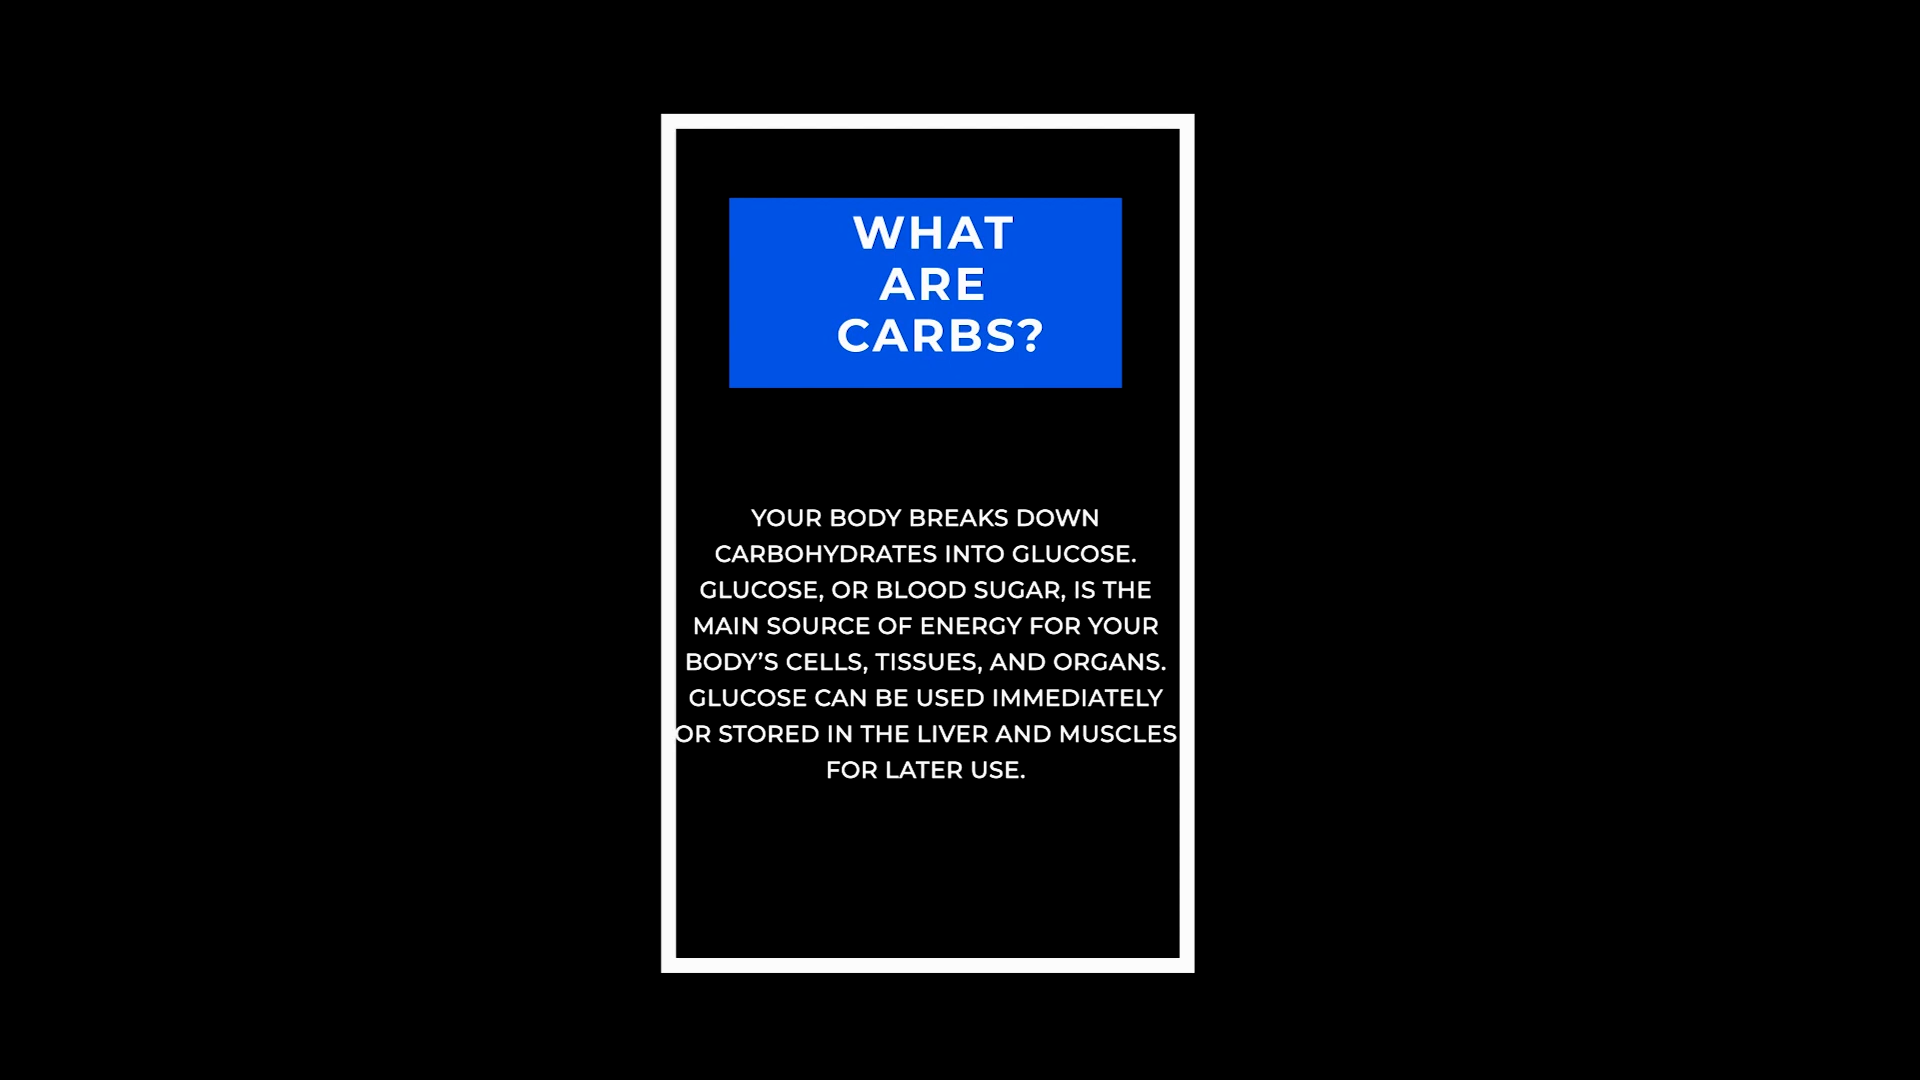 WHAT
ARE
CARBS?
YOUR BODY BREAKS DOWN
CARBOHYDRATES INTO GLUCOSE.
GLUCOSE, OR BLOOD SUGAR, IS THE
MAIN SOURCE OF ENERGY FOR YOUR
BODY’S CELLS, TISSUES, AND ORGANS.
GLUCOSE CAN BE USED IMMEDIATELY
OR STORED IN THE LIVER AND MUSCLES
FOR LATER USE.